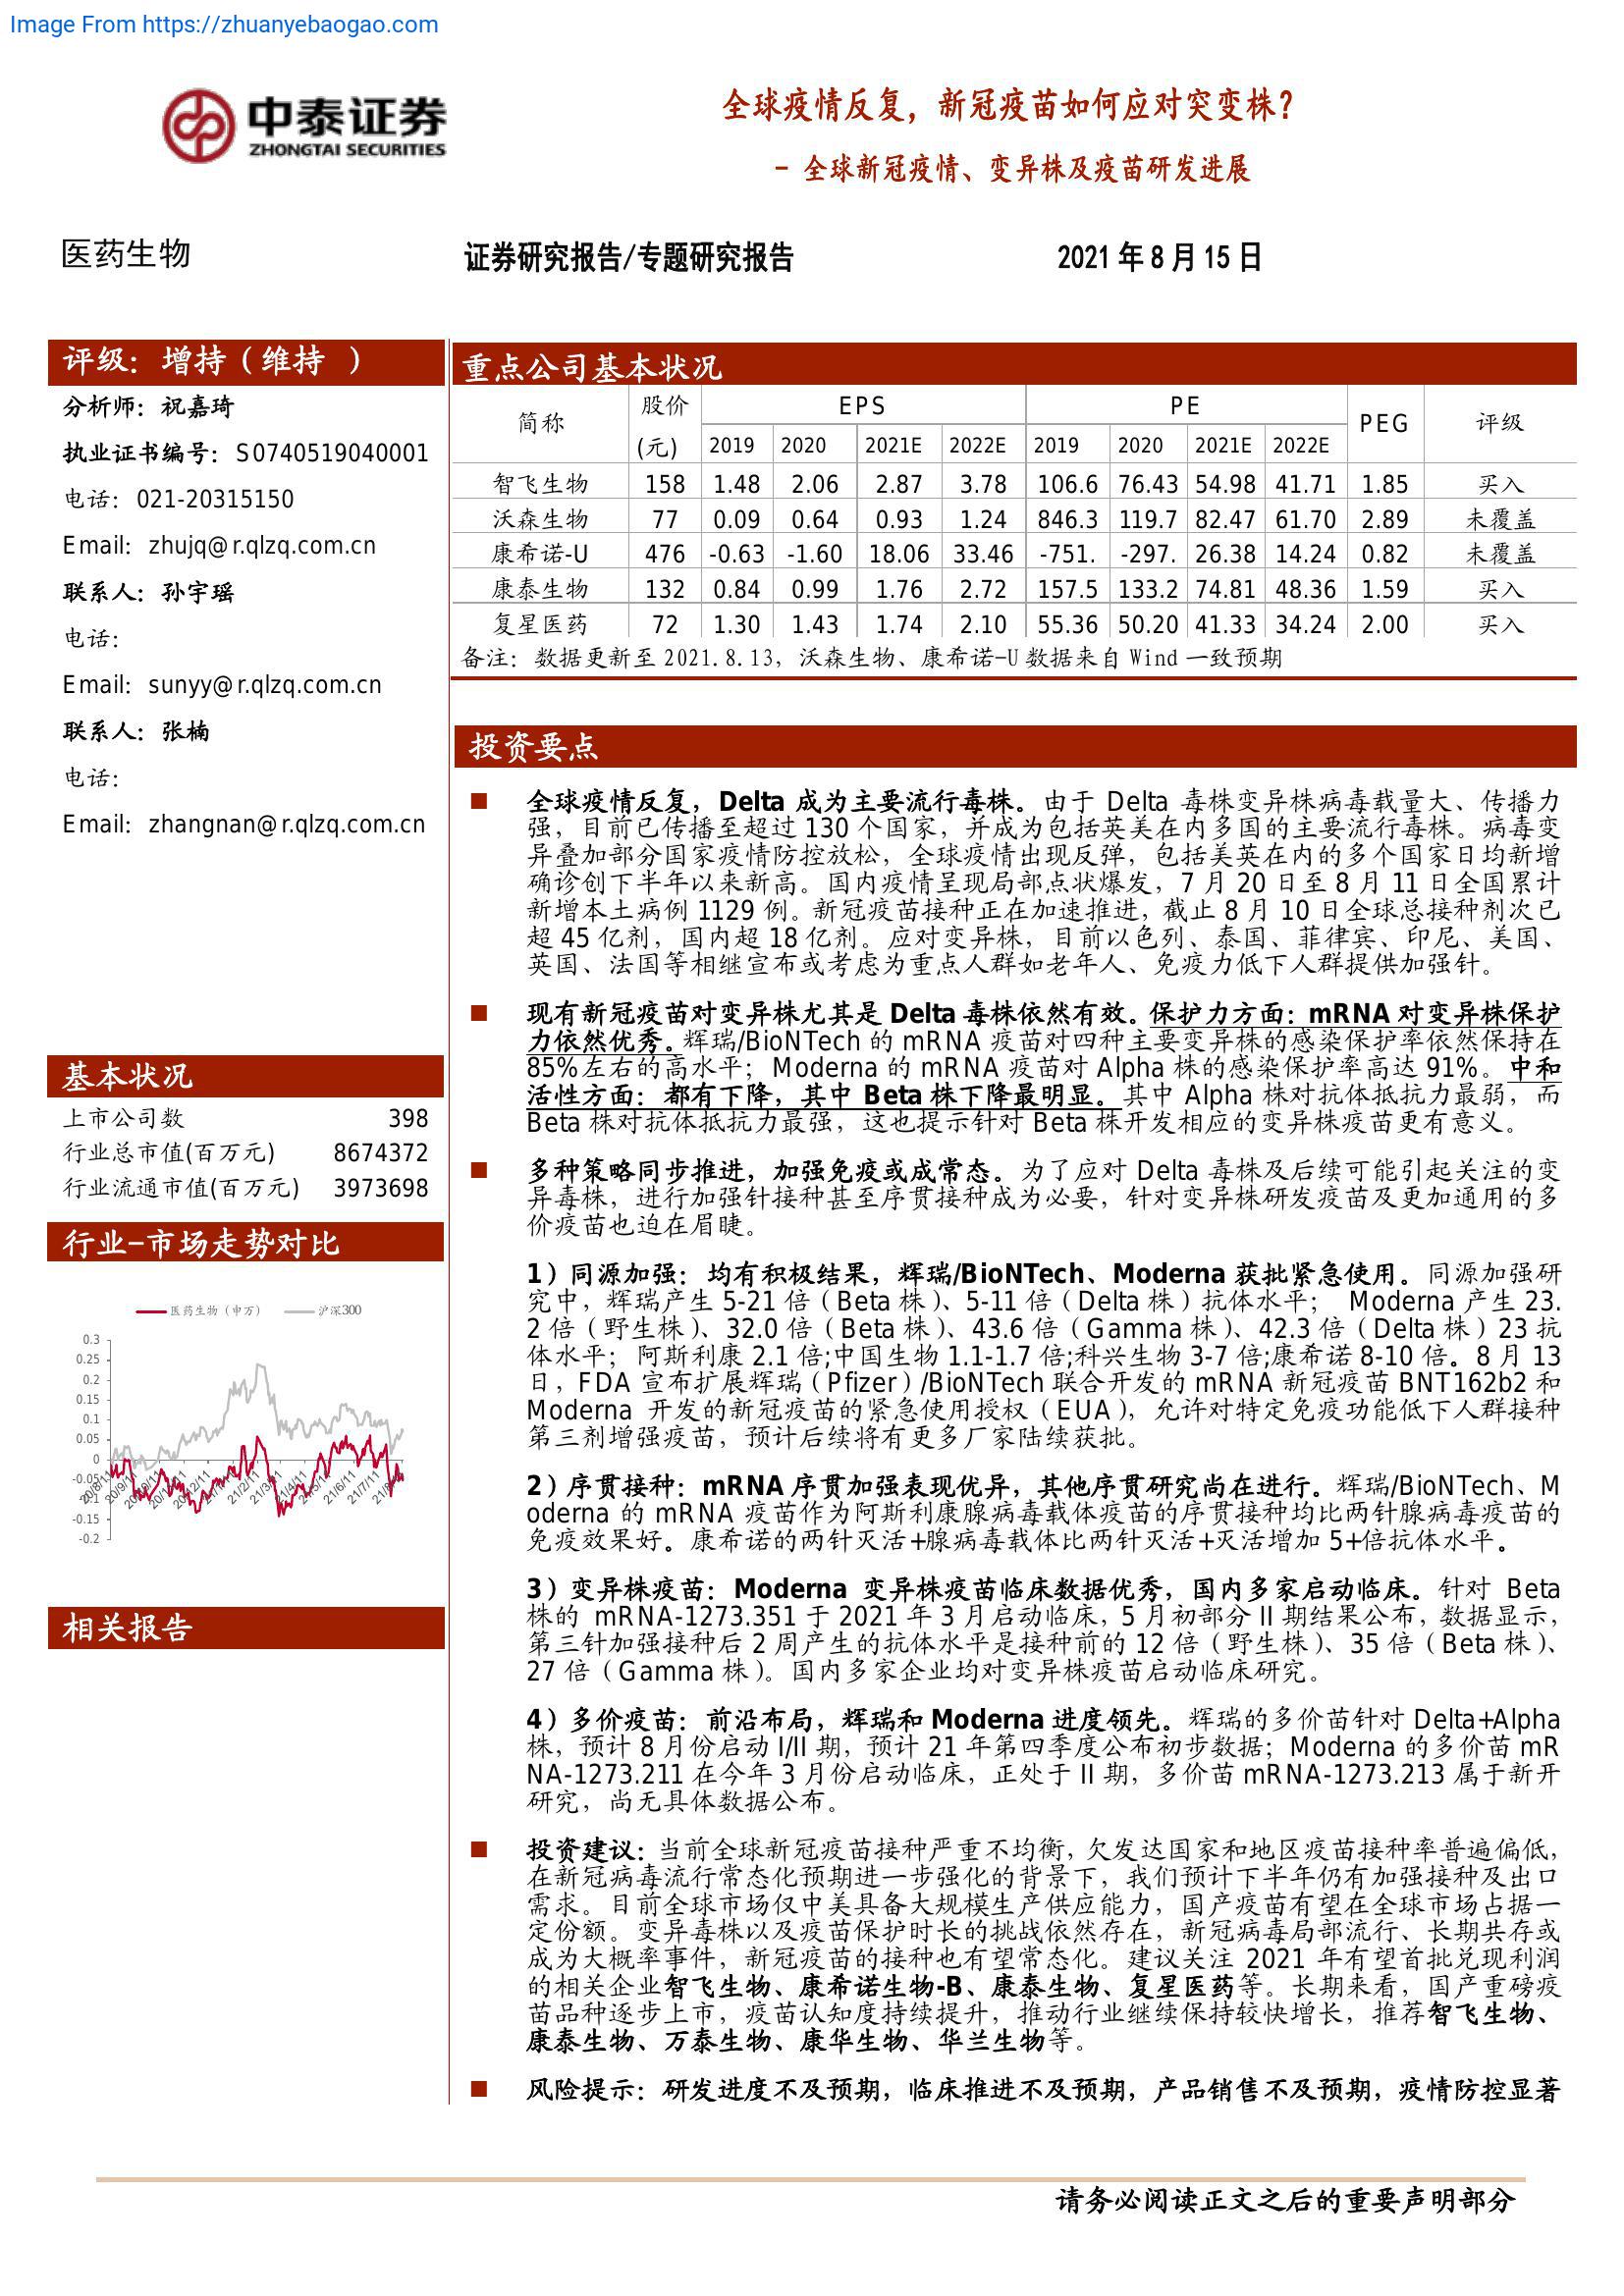 Image From https://zhuanyebaogao.com
中泰证券
ZHONGTAI SECURITIES
全球疫情反复，新冠疫苗如何应对突变株？
- 全球新冠疫情、变异株及疫苗研发进展
医药生物
证券研究报告/专题研究报告
2021 年 8 月 15 日
评级：增持（维持 ）
分析师：祝嘉琦
执业证书编号：S0740519040001
电话：021-20315150
Email：zhujq@r.qlzq.com.cn
联系人：孙宇瑶
电话：
Email：sunyy@r.qlzq.com.cn
联系人：张楠
电话：
Email：zhangnan@r.qlzq.com.cn
基本状况
上市公司数 398
行业总市值(百万元) 8674372
行业流通市值(百万元) 3973698
行业-市场走势对比
医药生物（申万） 沪深300
0.3
0.25
0.2
0.15
0.1
0.05
0
-0.05
-0.1
-0.15
-0.2
20/8/11 20/9/11 20/10/11 20/11/11 20/12/11 21/1/11 21/2/11 21/3/11 21/4/11 21/5/11 21/6/11 21/7/11
相关报告
重点公司基本状况
简称 股价(元) EPS PE PEG 评级
2019 2020 2021E 2022E 2019 2020 2021E 2022E
智飞生物 158 1.48 2.06 2.87 3.78 106.6 76.43 54.98 41.71 1.85 买入
沃森生物 77 0.09 0.64 0.93 1.24 846.3 119.7 82.47 61.70 2.89 未覆盖
康希诺-U 476 -0.63 -1.60 18.06 33.46 -751. -297. 26.38 14.24 0.82 未覆盖
康泰生物 132 0.84 0.99 1.76 2.72 157.5 133.2 74.81 48.36 1.59 买入
复星医药 72 1.30 1.43 1.74 2.10 55.36 50.20 41.33 34.24 2.00 买入
备注：数据更新至 2021.8.13，沃森生物、康希诺-U 数据来自 Wind 一致预期
投资要点
■ 全球疫情反复，Delta 成为主要流行毒株。由于 Delta 毒株变异株病毒载量大、传播力
强，目前已传播至超过 130 个国家，并成为包括英美在内多国的主要流行毒株。病毒变
异叠加部分国家疫情防控放松，全球疫情出现反弹，包括美英在内的多个国家日均新增
确诊创下半年以来新高。国内疫情呈现局部点状爆发，7 月 20 日至 8 月 11 日全国累计
新增本土病例 1129 例。新冠疫苗接种正在加速推进，截止 8 月 10 日全球总接种剂次已
超 45 亿剂，国内超 18 亿剂。应对变异株，目前以色列、泰国、菲律宾、印尼、美国、
英国、法国等相继宣布或考虑为重点人群如老年人、免疫力低下人群提供加强针。
■ 现有新冠疫苗对变异株尤其是 Delta 毒株依然有效。保护力方面：mRNA 对变异株保护
力依然优秀。辉瑞/BioNTech 的 mRNA 疫苗对四种主要变异株的感染保护率依然保持在
85%左右的高水平；Moderna 的 mRNA 疫苗对 Alpha 株的感染保护率高达 91%。中和
活性方面：都有下降，其中 Beta 株下降最明显。其中 Alpha 株对抗体抵抗力最弱，而
Beta 株对抗体抵抗力最强，这也提示针对 Beta 株开发相应的变异株疫苗更有意义。
■ 多种策略同步推进，加强免疫或成常态。为了应对 Delta 毒株及后续可能引起关注的变
异毒株，进行加强针接种甚至序贯接种成为必要，针对变异株研发疫苗及更加通用的多
价疫苗也迫在眉睫。
1）同源加强：均有积极结果，辉瑞/BioNTech、Moderna 获批紧急使用。同源加强研
究中，辉瑞产生 5-21 倍（Beta 株）、5-11 倍（Delta 株）抗体水平； Moderna 产生 23.
2 倍（野生株）、32.0 倍（Beta 株）、43.6 倍（Gamma 株）、42.3 倍（Delta 株）23 抗
体水平；阿斯利康 2.1 倍;中国生物 1.1-1.7 倍;科兴生物 3-7 倍;康希诺 8-10 倍。8 月 13
日，FDA 宣布扩展辉瑞（Pfizer）/BioNTech 联合开发的 mRNA 新冠疫苗 BNT162b2 和
Moderna 开发的新冠疫苗的紧急使用授权（EUA），允许对特定免疫功能低下人群接种
第三剂增强疫苗，预计后续将有更多厂家陆续获批。
2）序贯接种：mRNA 序贯加强表现优异，其他序贯研究尚在进行。辉瑞/BioNTech、M
oderna 的 mRNA 疫苗作为阿斯利康腺病毒载体疫苗的序贯接种均比两针腺病毒疫苗的
免疫效果好。康希诺的两针灭活+腺病毒载体比两针灭活+灭活增加 5+倍抗体水平。
3）变异株疫苗：Moderna 变异株疫苗临床数据优秀，国内多家启动临床。针对 Beta
株的 mRNA-1273.351 于 2021 年 3 月启动临床，5 月初部分 II 期结果公布，数据显示，
第三针加强接种后 2 周产生的抗体水平是接种前的 12 倍（野生株）、35 倍（Beta 株）、
27 倍（Gamma 株）。国内多家企业均对变异株疫苗启动临床研究。
4）多价疫苗：前沿布局，辉瑞和 Moderna 进度领先。辉瑞的多价苗针对 Delta+Alpha
株，预计 8 月份启动 I/II 期，预计 21 年第四季度公布初步数据；Moderna 的多价苗 mR
NA-1273.211 在今年 3 月份启动临床，正处于 II 期，多价苗 mRNA-1273.213 属于新开
研究，尚无具体数据公布。
■ 投资建议：当前全球新冠疫苗接种严重不均衡，欠发达国家和地区疫苗接种率普遍偏低，
在新冠病毒流行常态化预期进一步强化的背景下，我们预计下半年仍有加强接种及出口
需求。目前全球市场仅中美具备大规模生产供应能力，国产疫苗有望在全球市场占据一
定份额。变异毒株以及疫苗保护时长的挑战依然存在，新冠病毒局部流行、长期共存或
成为大概率事件，新冠疫苗的接种也有望常态化。建议关注 2021 年有望首批兑现利润
的相关企业智飞生物、康希诺生物-B、康泰生物、复星医药等。长期来看，国产重磅疫
苗品种逐步上市，疫苗认知度持续提升，推动行业继续保持较快增长，推荐智飞生物、
康泰生物、万泰生物、康华生物、华兰生物等。
■ 风险提示：研发进度不及预期，临床推进不及预期，产品销售不及预期，疫情防控显著
请务必阅读正文之后的重要声明部分